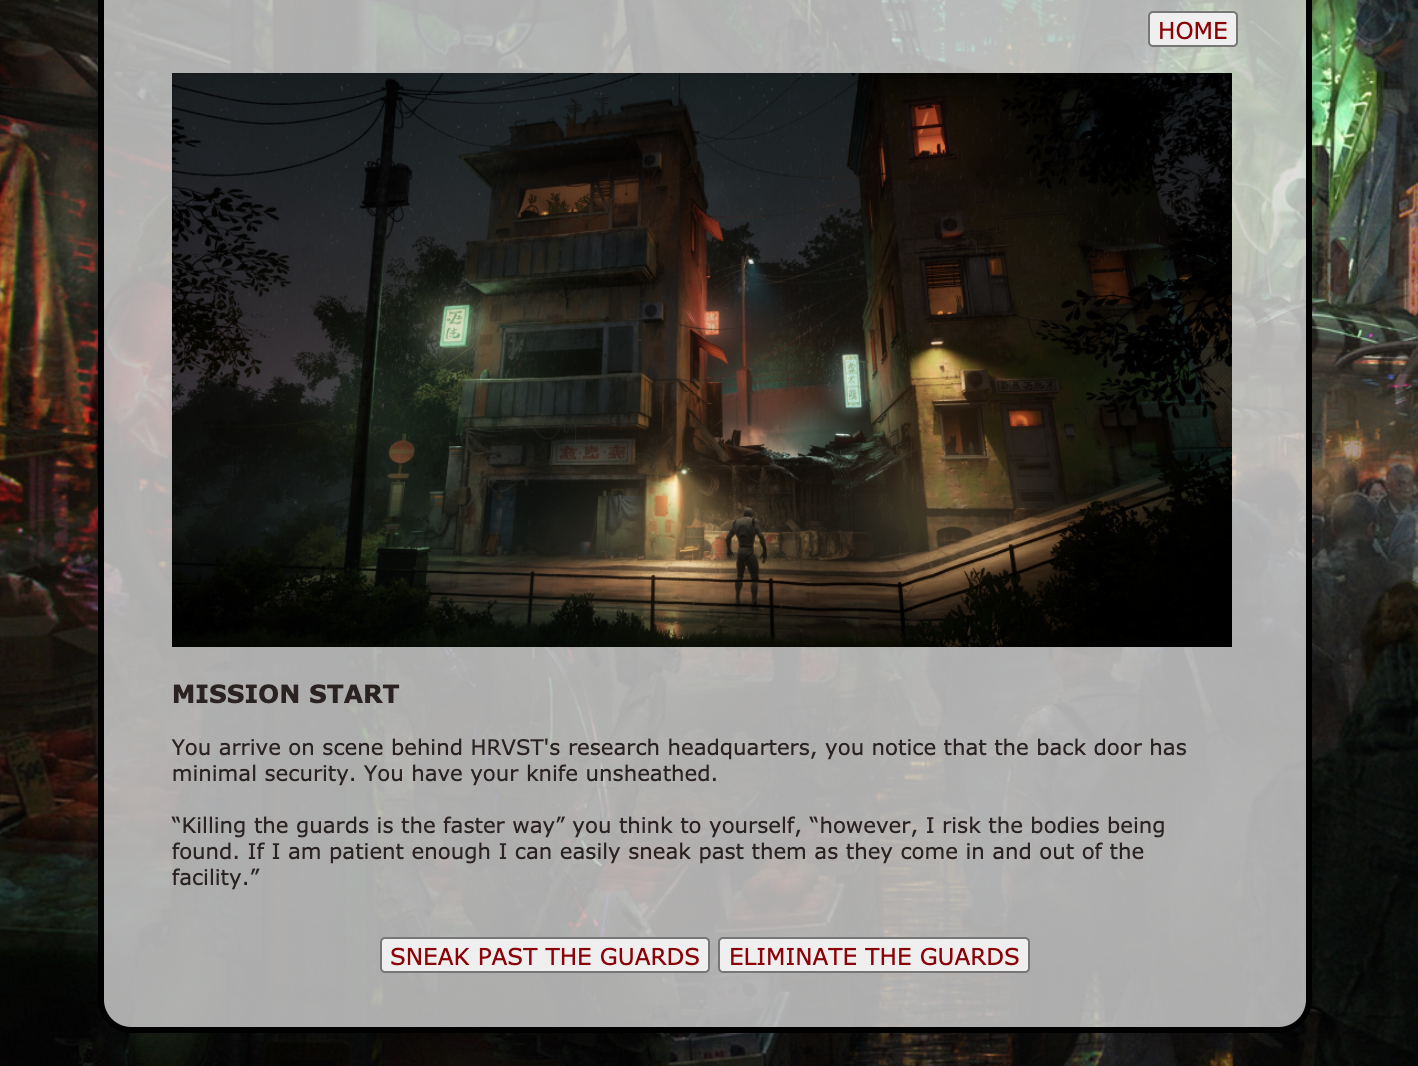 HOME
MISSION START
You arrive on scene behind HRVST's research headquarters, you notice that the back door has
minimal security. You have your knife unsheathed.
“Killing the guards is the faster way” you think to yourself, “however, I risk the bodies being
found. If I am patient enough I can easily sneak past them as they come in and out of the
facility.”
SNEAK PAST THE GUARDS
ELIMINATE THE GUARDS